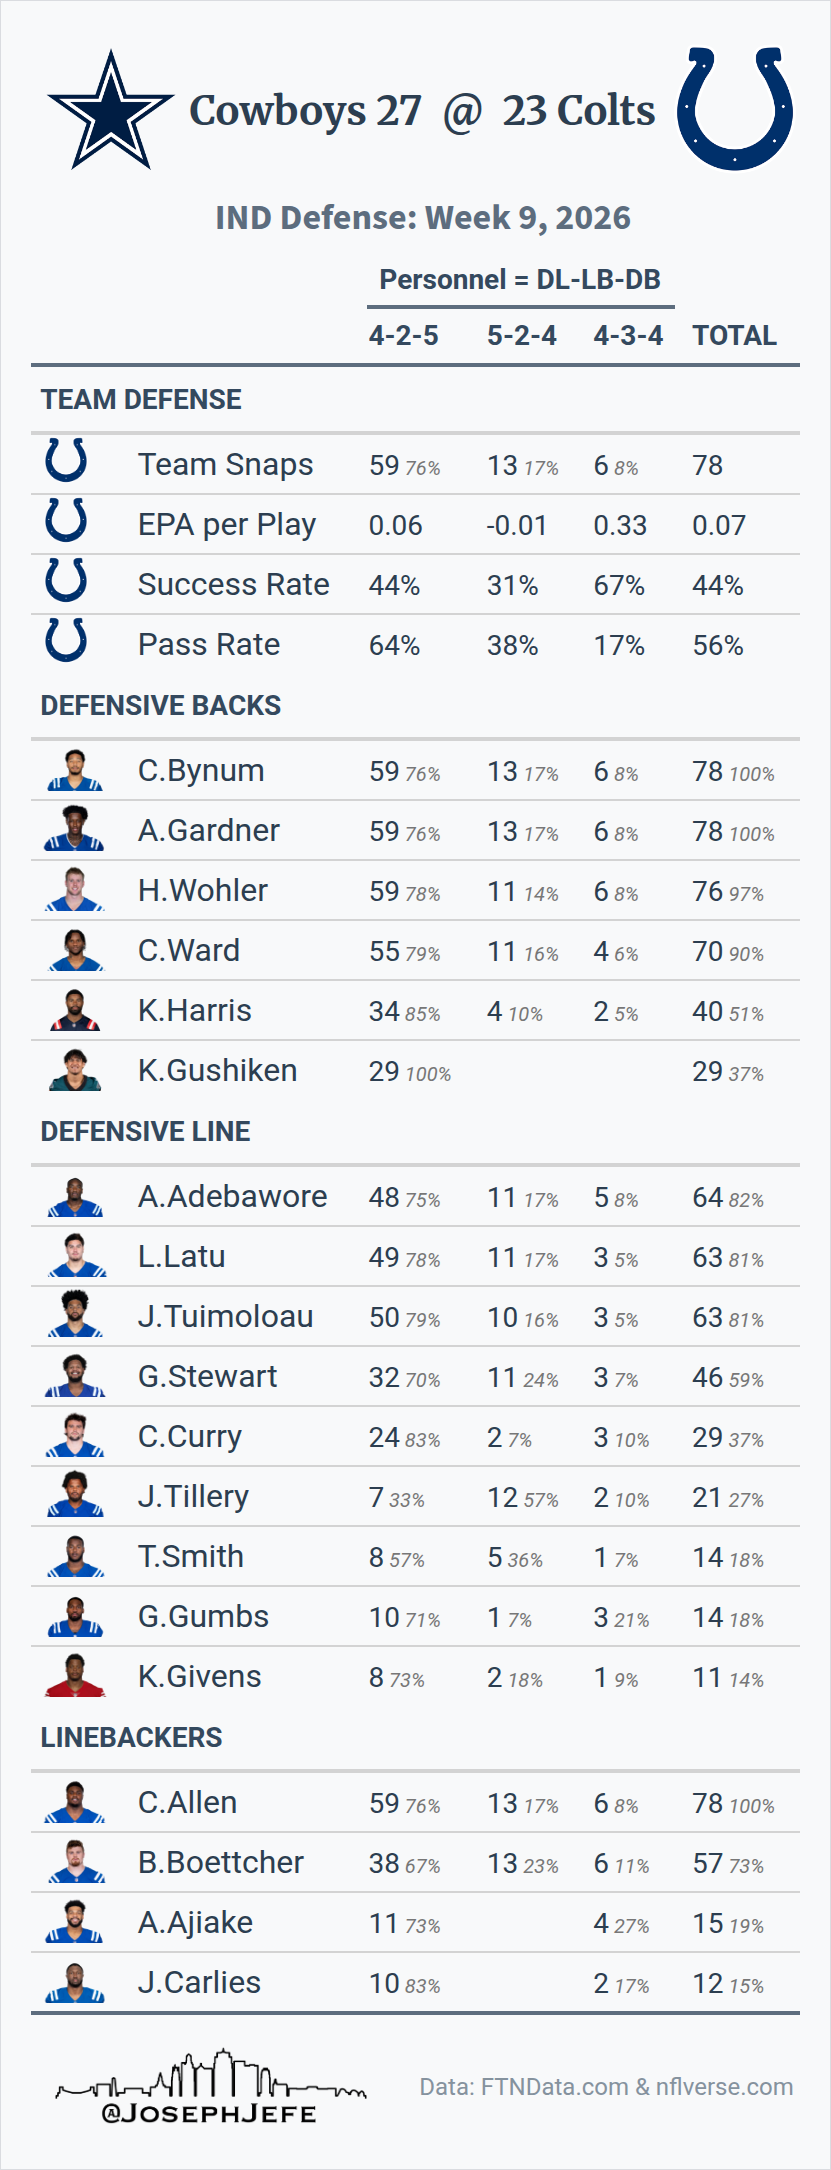 Cowboys 27 @ 23 Colts
IND Defense: Week 9, 2026
Personnel = DL-LB-DB
4-2-5 5-2-4 4-3-4 TOTAL
TEAM DEFENSE
Team Snaps 59 76% 13 17% 6 8% 78
EPA per Play 0.06 -0.01 0.33 0.07
Success Rate 44% 31% 67% 44%
Pass Rate 64% 38% 17% 56%
DEFENSIVE BACKS
C.Bynum 59 76% 13 17% 6 8% 78 100%
A.Gardner 59 76% 13 17% 6 8% 78 100%
H.Wohler 59 78% 11 14% 6 8% 76 97%
C.Ward 55 79% 11 16% 4 6% 70 90%
K.Harris 34 85% 4 10% 2 5% 40 51%
K.Gushiken 29 100% 29 37%
DEFENSIVE LINE
A.Adebawore 48 75% 11 17% 5 8% 64 82%
L.Latu 49 78% 11 17% 3 5% 63 81%
J.Tuimoloau 50 79% 10 16% 3 5% 63 81%
G.Stewart 32 70% 11 24% 3 7% 46 59%
C.Curry 24 83% 2 7% 3 10% 29 37%
J.Tillery 7 33% 12 57% 2 10% 21 27%
T.Smith 8 57% 5 36% 1 7% 14 18%
G.Gumbs 10 71% 1 7% 3 21% 14 18%
K.Givens 8 73% 2 18% 1 9% 11 14%
LINEBACKERS
C.Allen 59 76% 13 17% 6 8% 78 100%
B.Boettcher 38 67% 13 23% 6 11% 57 73%
A.Ajiake 11 73% 4 27% 15 19%
J.Carlies 10 83% 2 17% 12 15%
@JosephJefe
Data: FTNData.com & nflverse.com